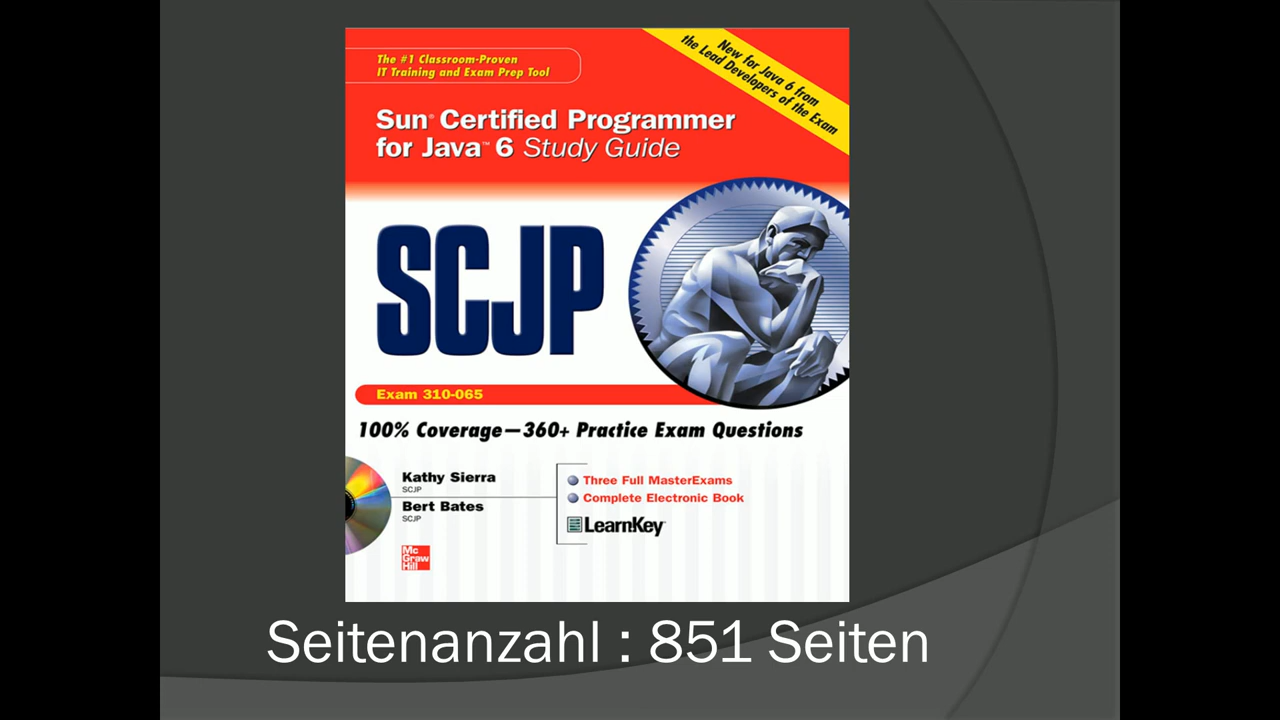 The #1 Classroom-Proven
IT Training and Exam Prep Tool
New for Java 6 from
the Lead Developers of the Exam
Sun® Certified Programmer
for Java™ 6 Study Guide
SCJP
Exam 310-065
100% Coverage—360+ Practice Exam Questions
Kathy Sierra
SCJP
Bert Bates
SCJP
Three Full MasterExams
Complete Electronic Book
LearnKey
Mc
Graw
Hill
Seitenanzahl : 851 Seiten